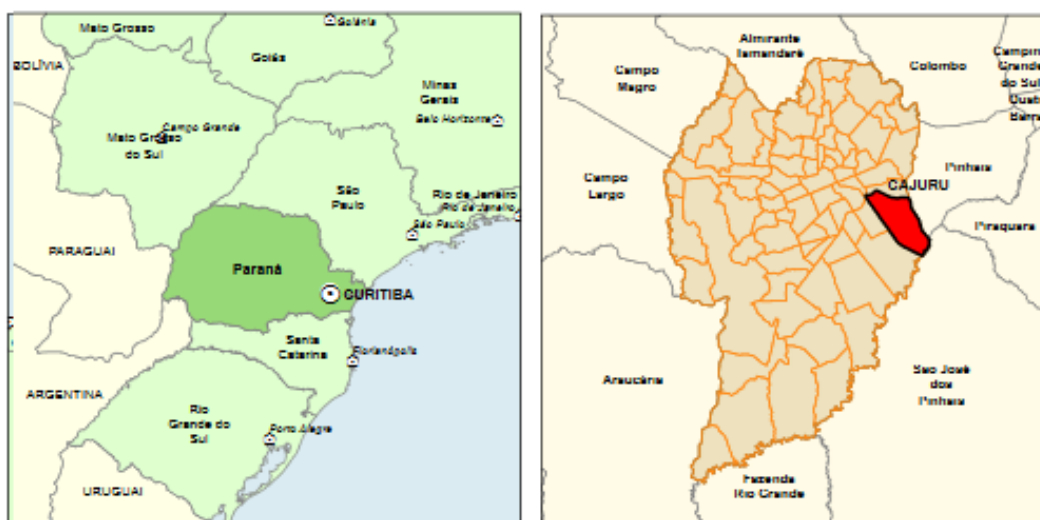 Goiânia
Mato Grosso
Goiás
BOLÍVIA
Minas
Gerais
Belo Horizonte
Campo Grande
Mato Grosso
do Sul
São
Paulo
Rio de Janeiro
Rio de Janeiro
São Paulo
PARAGUAI
Paraná
CURITIBA
Santa
Catarina
Florianópolis
ARGENTINA
Rio
Grande do
Sul
Porto Alegre
URUGUAI
Almirante
Tamandaré
Campo
Magro
Colombo
Grande
do Sul
Campo
Largo
Pinhais
CAJURU
Piraquara
Araucária
São José
dos
Pinhais
Fazenda
Rio Grande